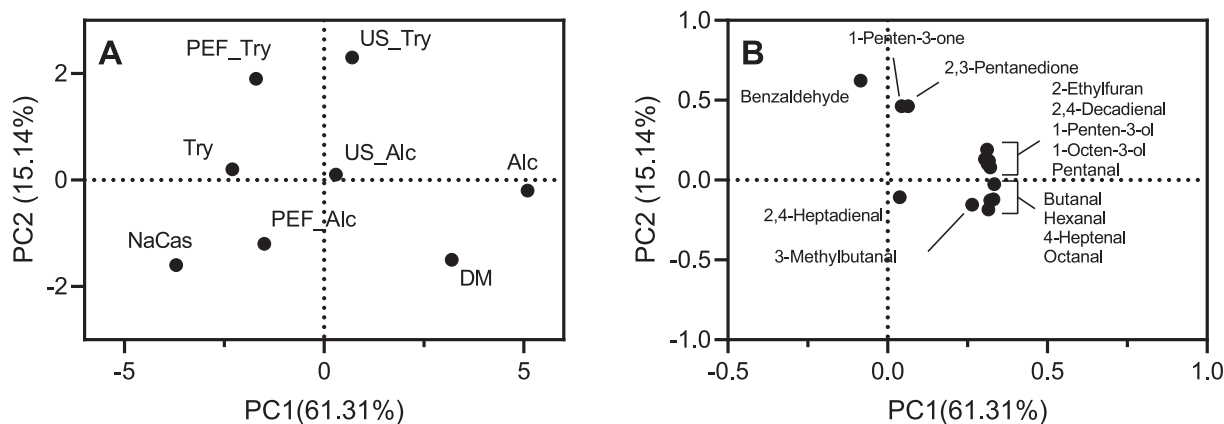 A
PEF_Try
US_Try
Try
US_Alc
Alc
PEF_Alc
NaCas
DM
2
0
-2
-5
0
5
PC2 (15.14%)
PC1(61.31%)
B
1-Penten-3-one
2,3-Pentanedione
Benzaldehyde
2-Ethylfuran
2,4-Decadienal
1-Penten-3-ol
1-Octen-3-ol
Pentanal
2,4-Heptadienal
3-Methylbutanal
Butanal
Hexanal
4-Heptenal
Octanal
1.0
0.5
0.0
-0.5
-1.0
-0.5
0.0
0.5
1.0
PC2 (15.14%)
PC1(61.31%)